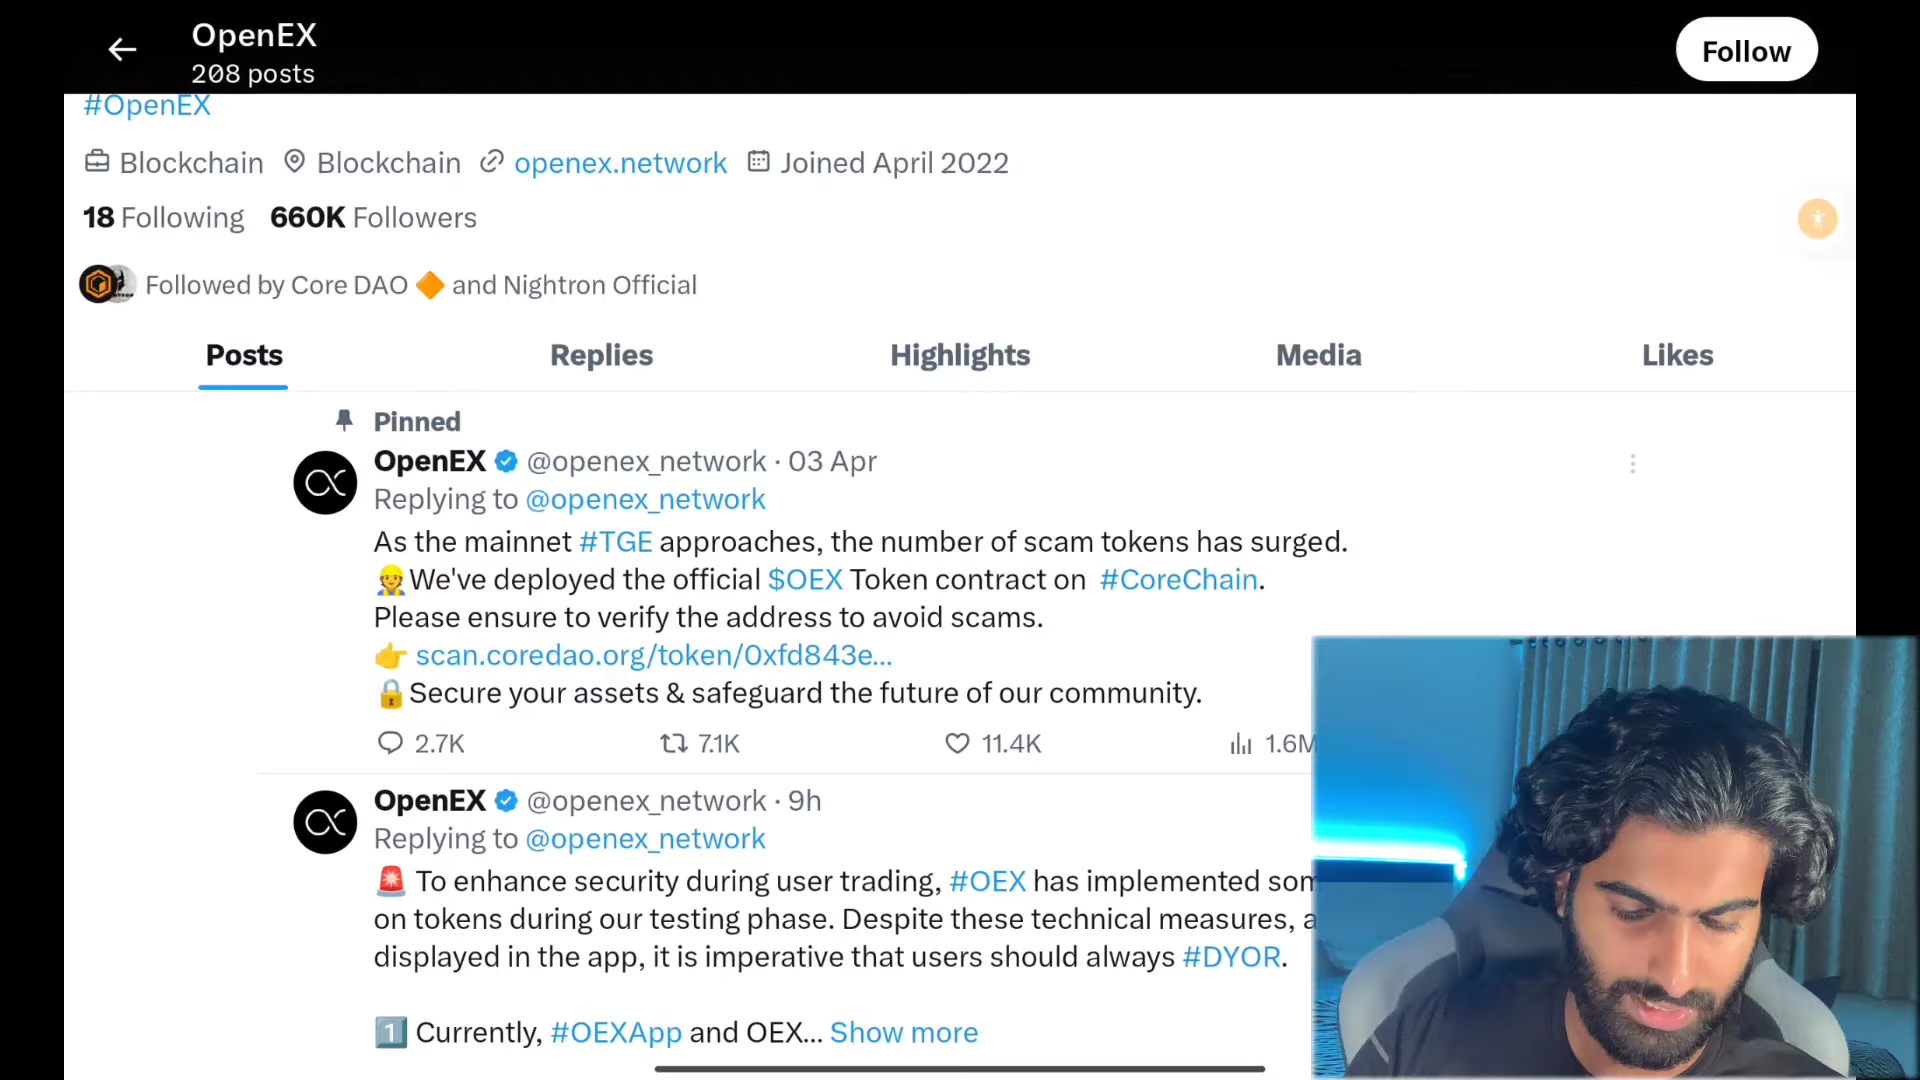 OpenEX
208 posts
Follow
#OpenEX
Blockchain Blockchain openex.network Joined April 2022
18 Following 660K Followers
Followed by Core DAO 🔶 and Nightron Official
Posts Replies Highlights Media Likes
Pinned
OpenEX @openex_network · 03 Apr
Replying to @openex_network
As the mainnet #TGE approaches, the number of scam tokens has surged.
👷We've deployed the official $OEX Token contract on #CoreChain.
Please ensure to verify the address to avoid scams.
👉 scan.coredao.org/token/0xfd843e…
🔒Secure your assets & safeguard the future of our community.
2.7K 7.1K 11.4K 1.6M
OpenEX @openex_network · 9h
Replying to @openex_network
🚨 To enhance security during user trading, #OEX has implemented som
on tokens during our testing phase. Despite these technical measures, a
displayed in the app, it is imperative that users should always #DYOR.
1️⃣ Currently, #OEXApp and OEX... Show more